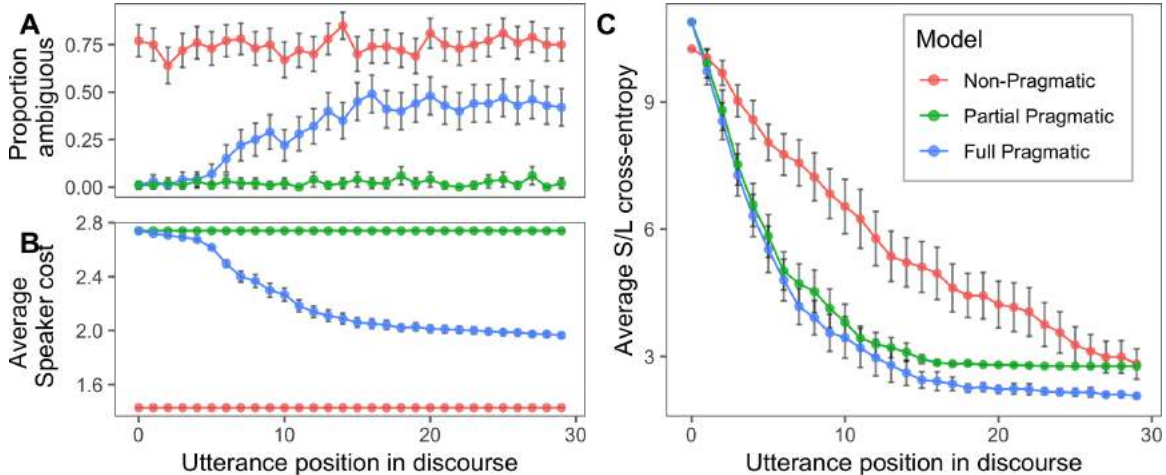 A
Proportion
ambiguous
0.75
0.50
0.25
0.00
B
Average
Speaker cost
2.8
2.4
2.0
1.6
0
10
20
30
Utterance position in discourse
C
Average S/L cross-entropy
9
6
3
0
10
20
30
Utterance position in discourse
Model
Non-Pragmatic
Partial Pragmatic
Full Pragmatic